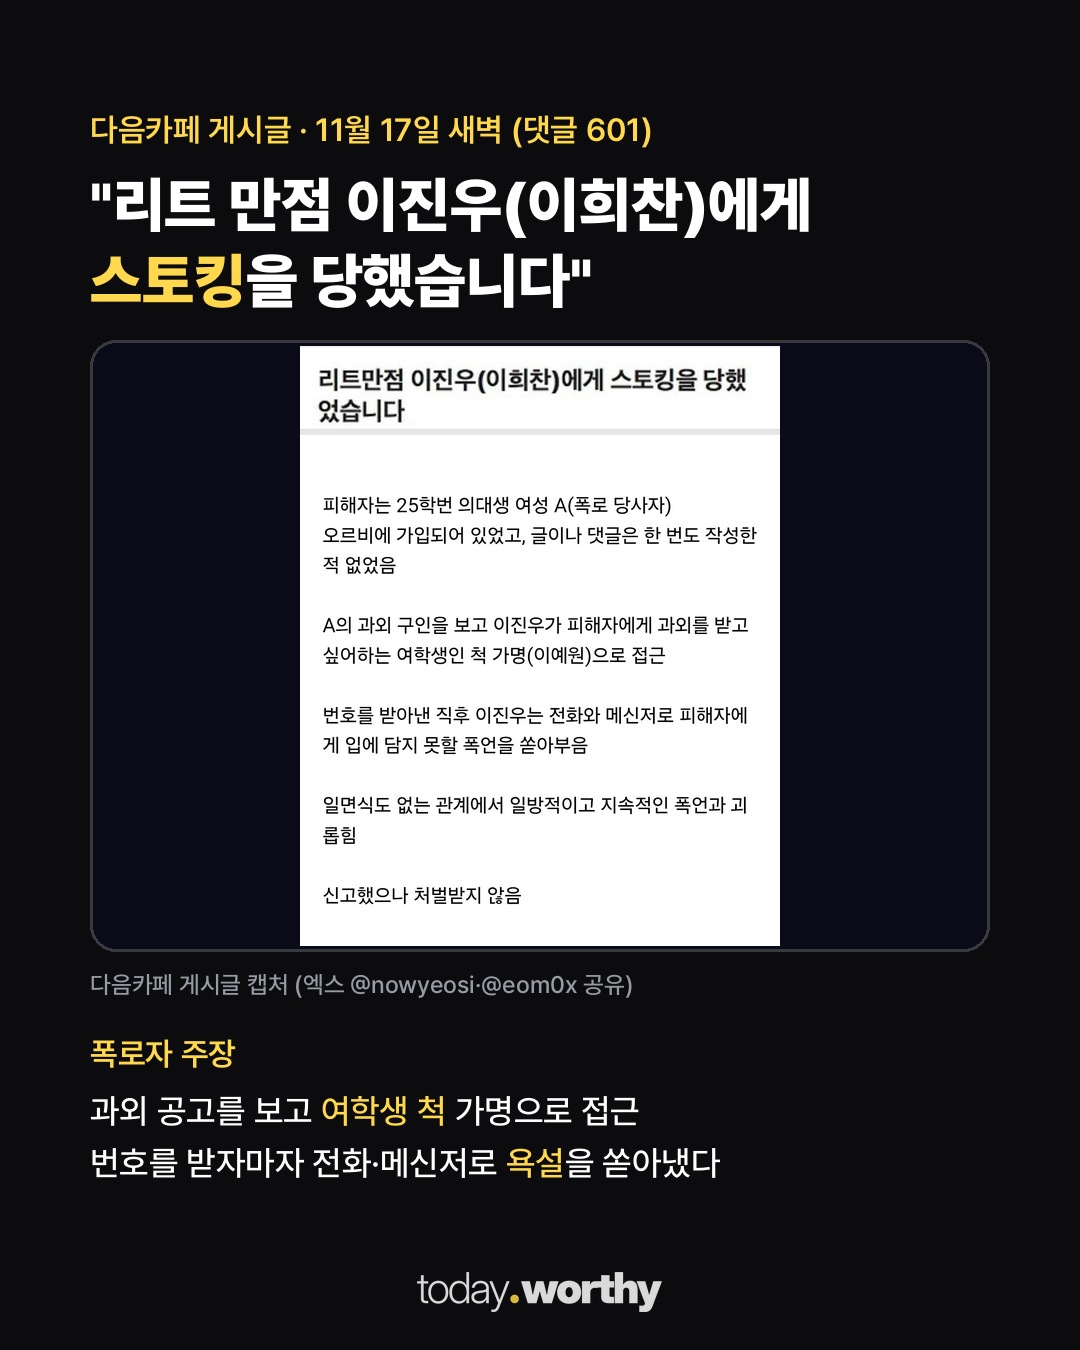 다음카페 게시글 · 11월 17일 새벽 (댓글 601)
"리트 만점 이진우(이희찬)에게
스토킹을 당했습니다"
리트만점 이진우(이희찬)에게 스토킹을 당했
었습니다
피해자는 25학번 의대생 여성 A(폭로 당사자)
오르비에 가입되어 있었고, 글이나 댓글은 한 번도 작성한
적 없었음
A의 과외 구인을 보고 이진우가 피해자에게 과외를 받고
싶어하는 여학생인 척 가명(이예원)으로 접근
번호를 받아낸 직후 이진우는 전화와 메신저로 피해자에
게 입에 담지 못할 폭언을 쏟아부음
일면식도 없는 관계에서 일방적이고 지속적인 폭언과 괴
롭힘
신고했으나 처벌받지 않음
다음카페 게시글 캡처 (엑스 @nowyeosi·@eom0x 공유)
폭로자 주장
과외 공고를 보고 여학생 척 가명으로 접근
번호를 받자마자 전화·메신저로 욕설을 쏟아냈다
today.worthy